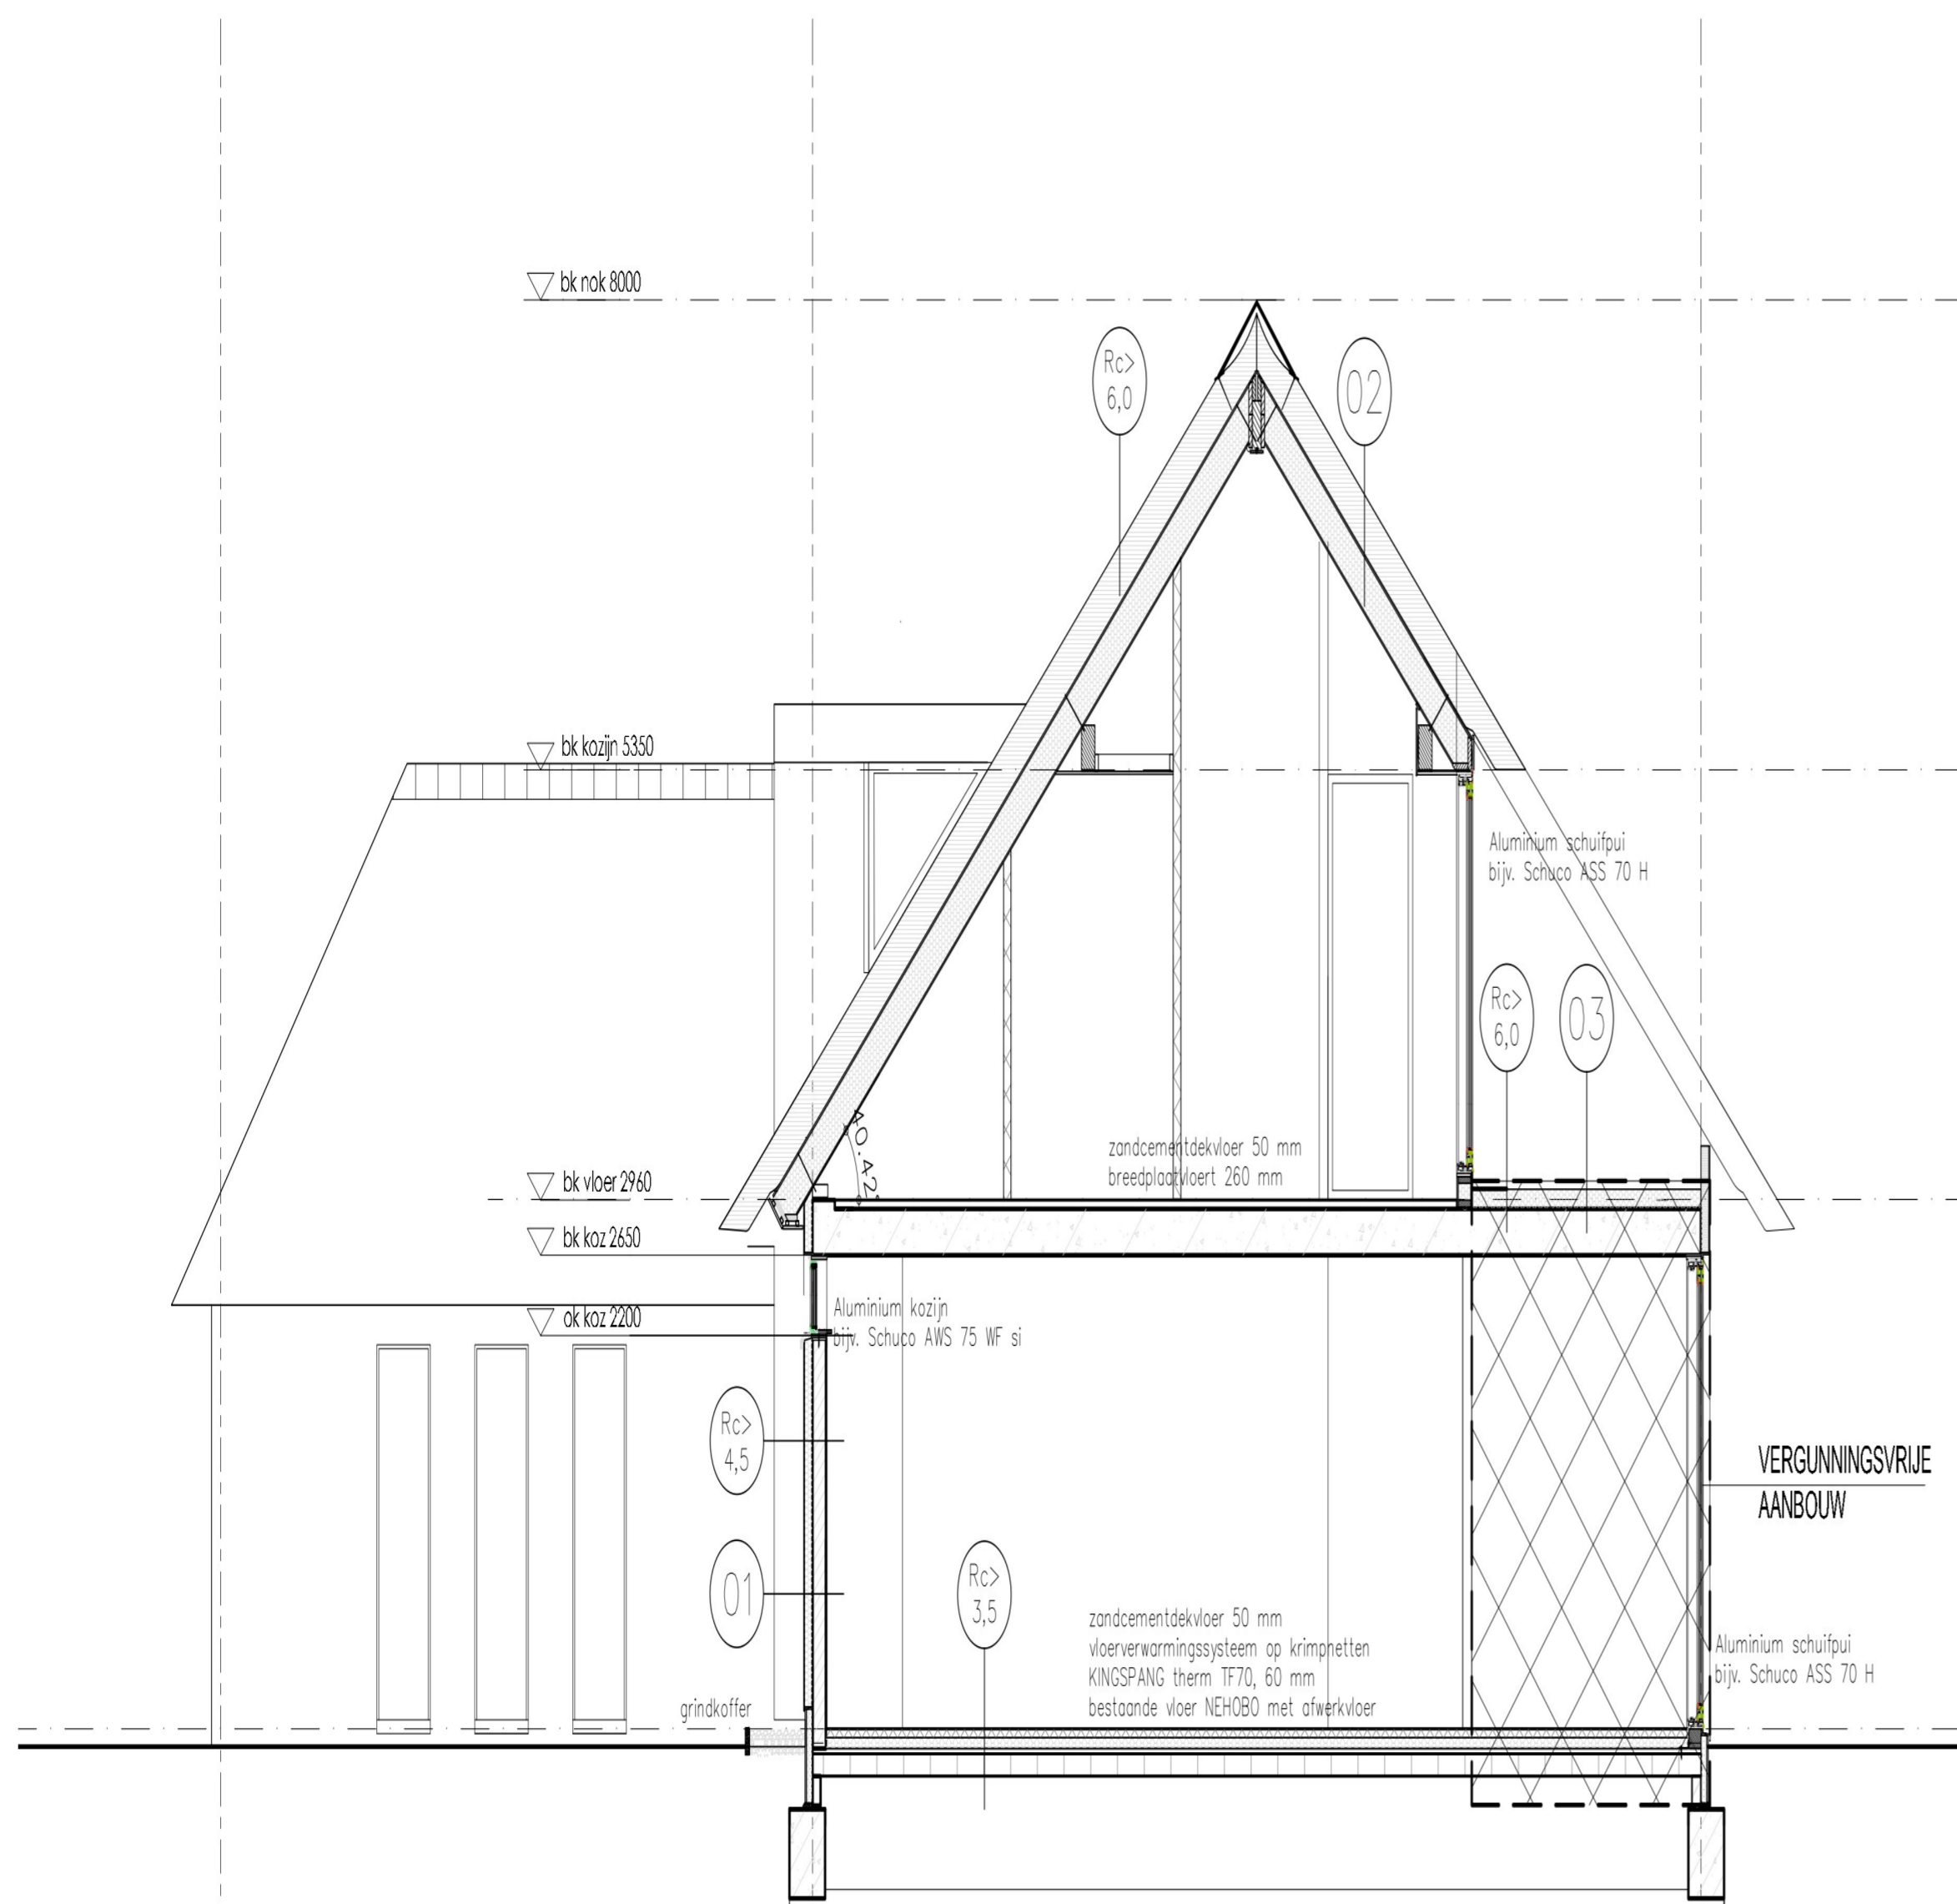 bk nok 8000
Rc>
6,0
02
bk kozijn 5350
Aluminium schuifpui
bijv. Schuco ASS 70 H
Rc>
6,0
03
40.42
zandcementdekvloer 50 mm
breedplaatvloert 260 mm
bk vloer 2960
bk koz 2650
ok koz 2200
Aluminium kozijn
bijv. Schuco AWS 75 WF si
Rc>
4,5
VERGUNNINGSVRIJE
AANBOUW
01
Rc>
3,5
zandcementdekvloer 50 mm
vloerverwarmingssysteem op krimpnetten
KINGSPANG therm TF70, 60 mm
bestaande vloer NEHOBO met afwerkvloer
Aluminium schuifpui
bijv. Schuco ASS 70 H
grindkoffer